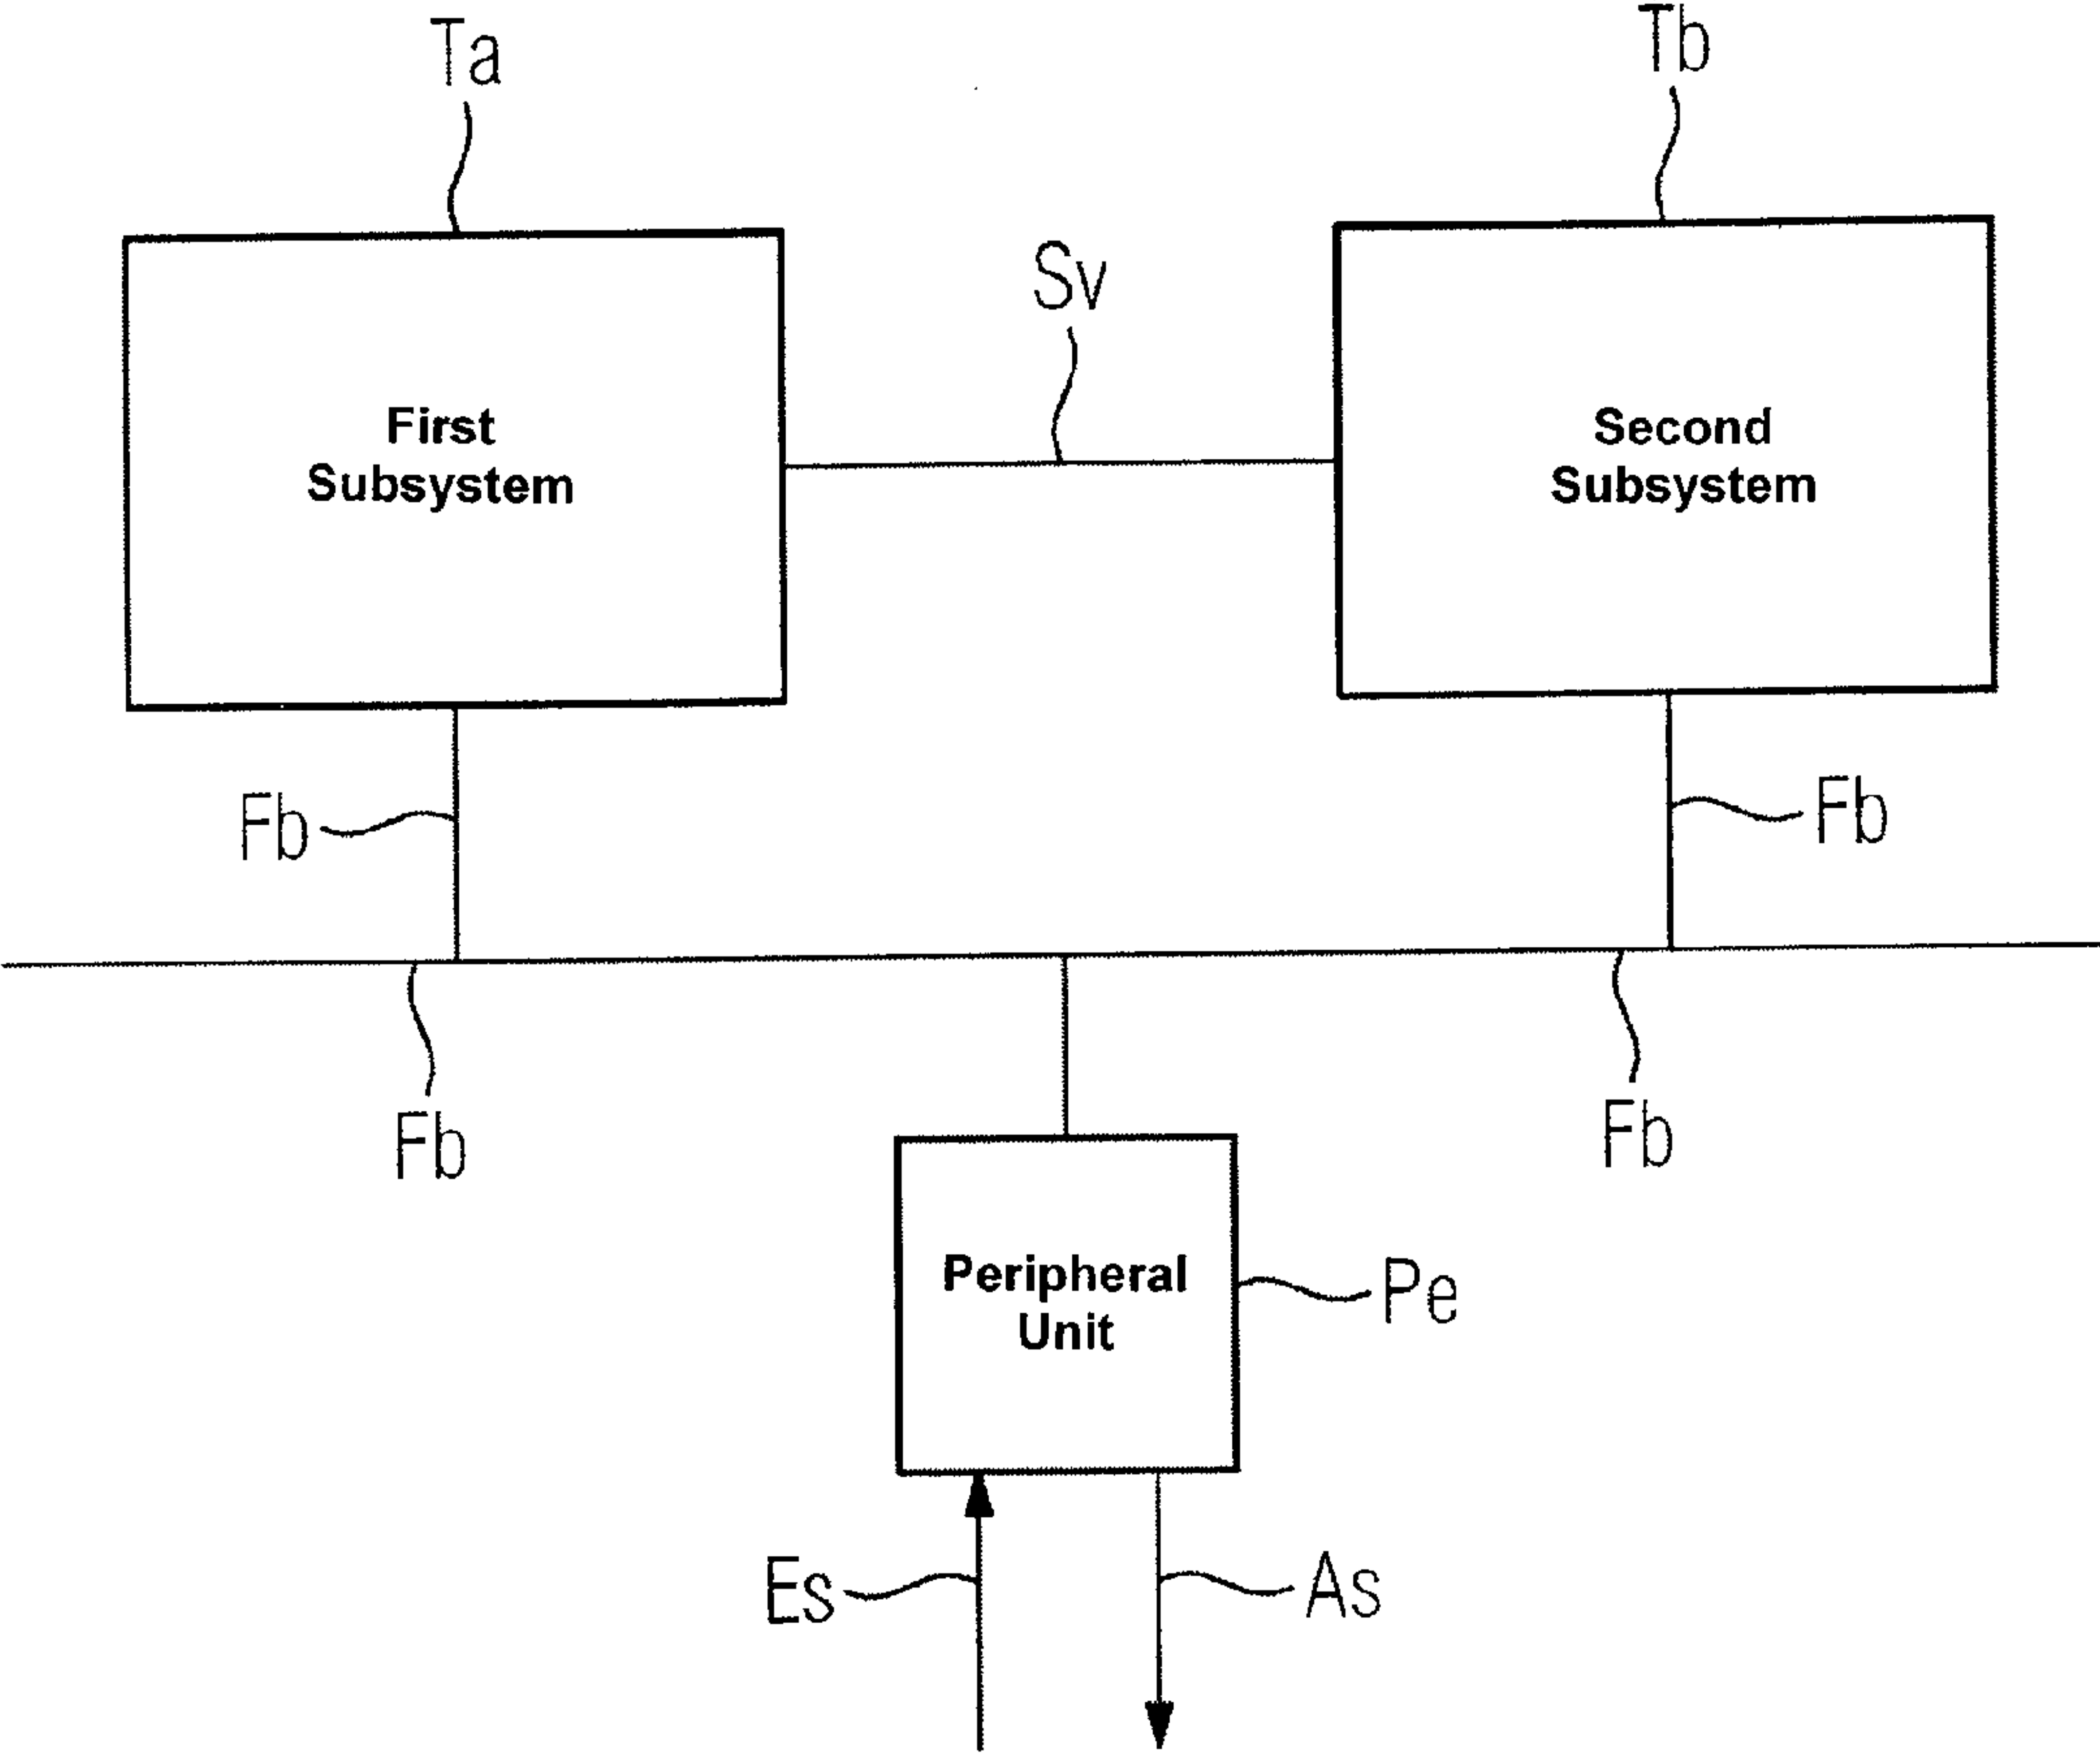 Ta
Tb
Sv
First
Subsystem
Second
Subsystem
Fb
Fb
Fb
Fb
Peripheral
Unit
Pe
Es
As